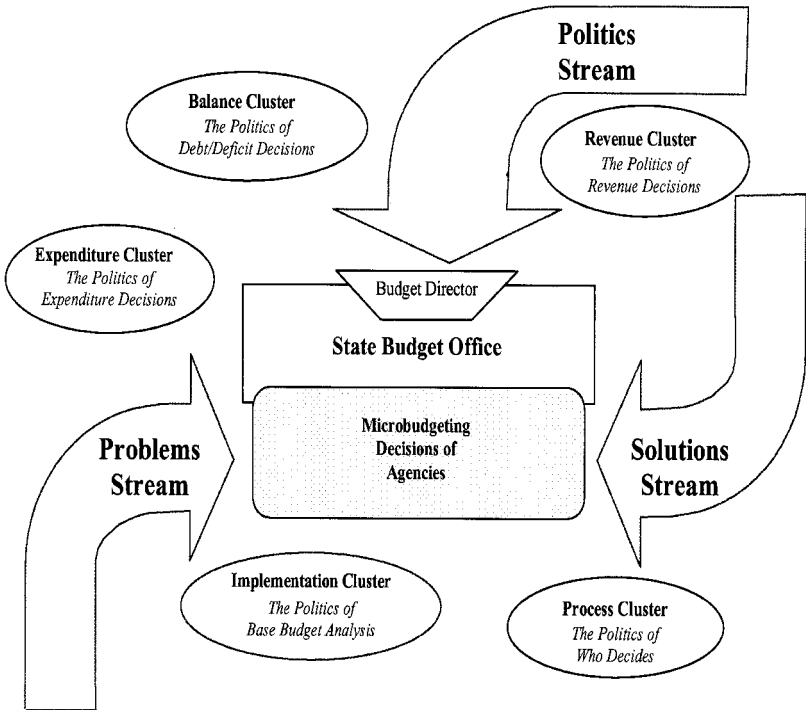 Politics
Stream
Balance Cluster
The Politics of
Debt/Deficit Decisions
Revenue Cluster
The Politics of
Revenue Decisions
Expenditure Cluster
The Politics of
Expenditure Decisions
Budget Director
State Budget Office
Microbudgeting
Decisions of
Agencies
Problems
Stream
Solutions
Stream
Implementation Cluster
The Politics of
Base Budget Analysis
Process Cluster
The Politics of
Who Decides